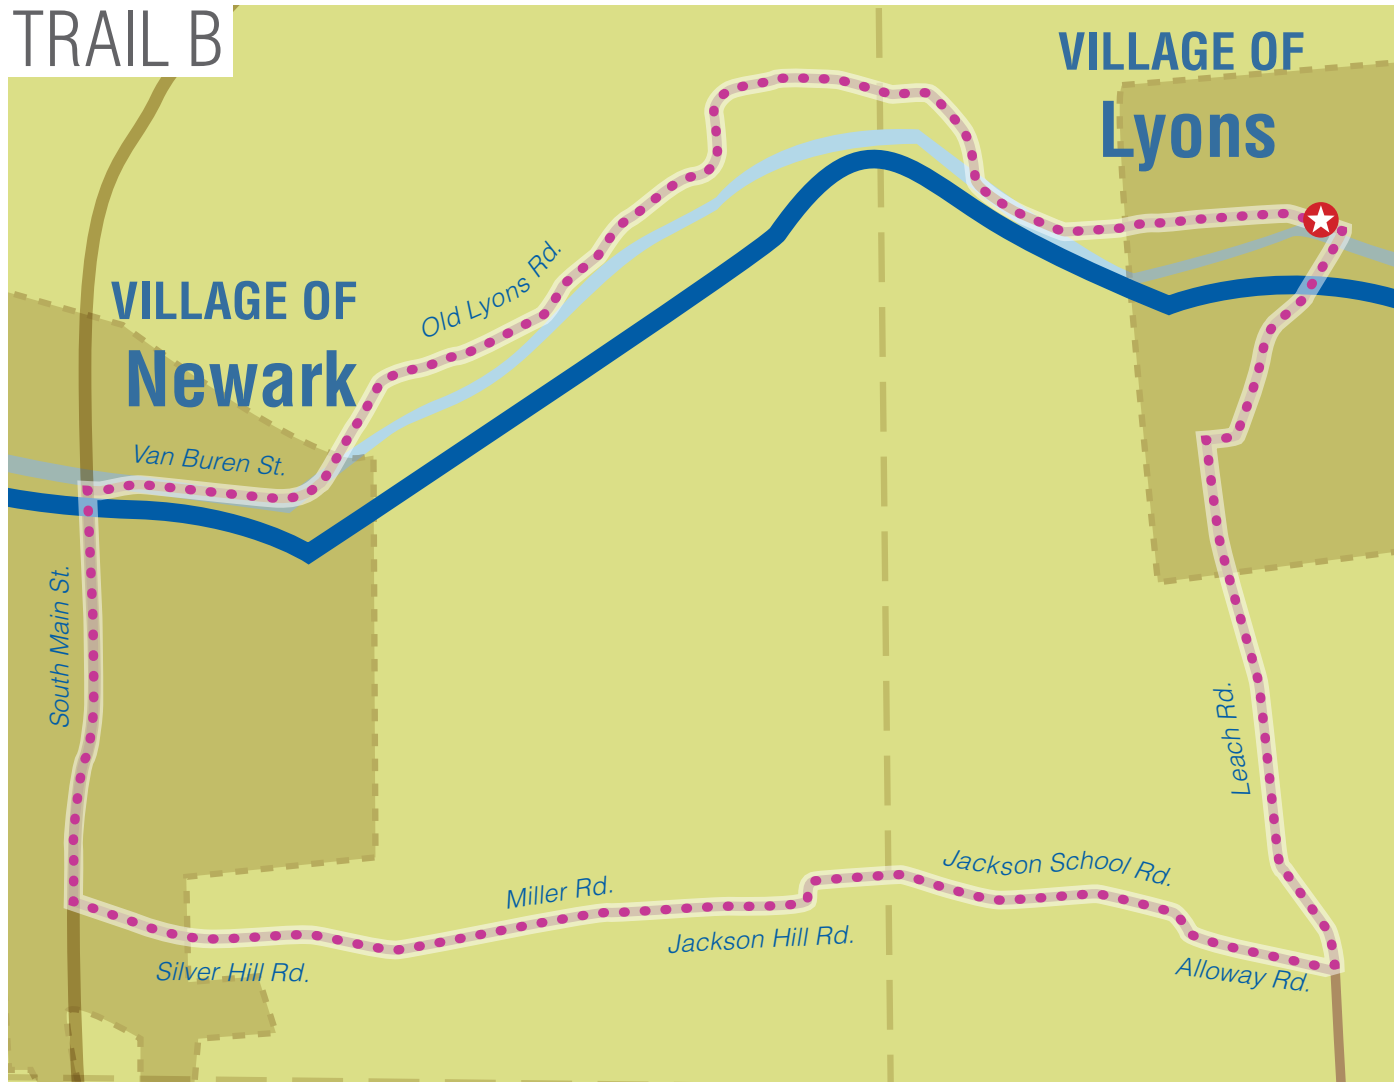 TRAIL B
VILLAGE OF
Lyons
VILLAGE OF
Newark
Old Lyons Rd.
Van Buren St.
South Main St.
Leach Rd.
Jackson School Rd.
Miller Rd.
Jackson Hill Rd.
Silver Hill Rd.
Alloway Rd.